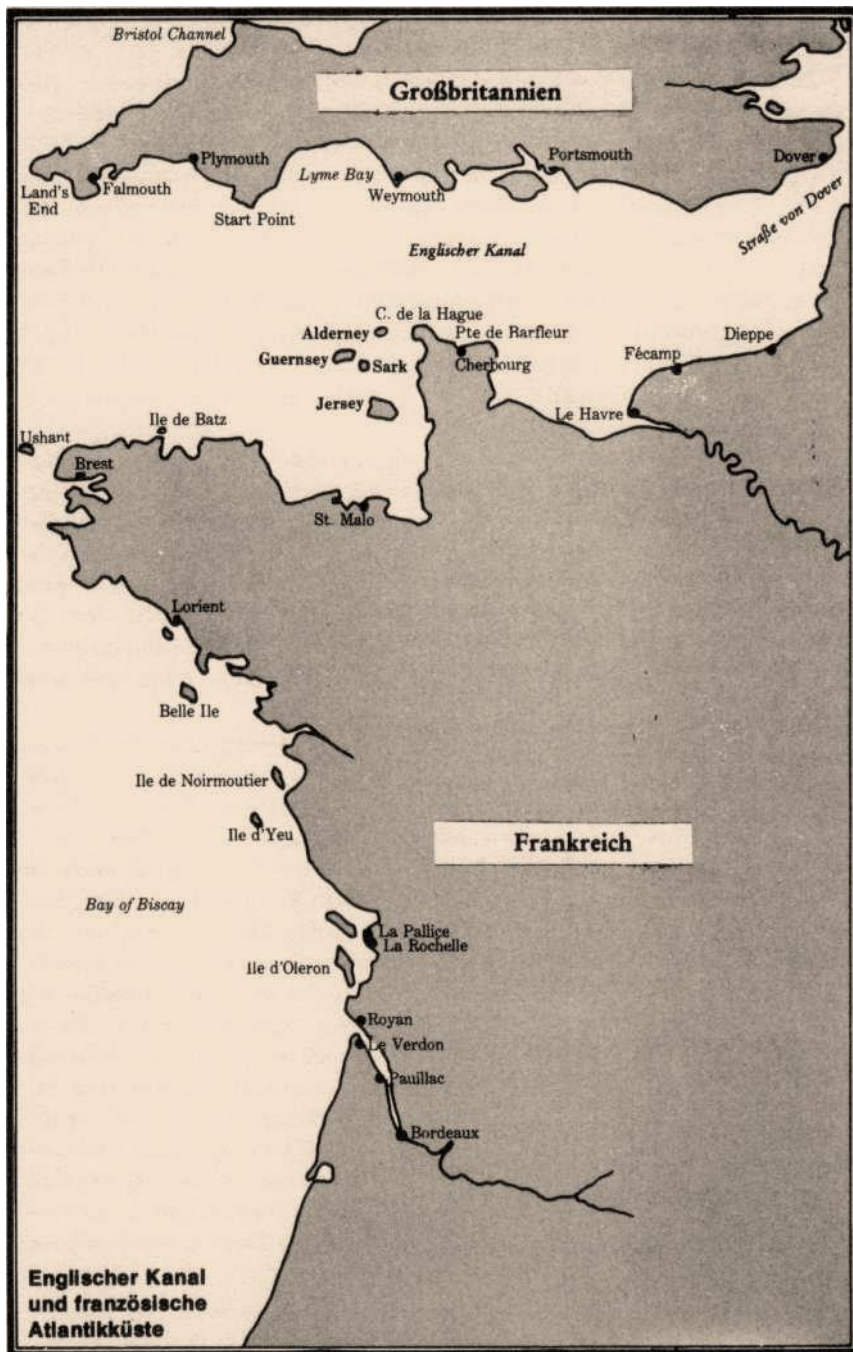 Bristol Channel
Großbritannien
Plymouth
Portsmouth
Dover
Lyme Bay
Land's
End
Falmouth
Weymouth
Start Point
Straße von Dover
Englischer Kanal
C. de la Hague
Alderney
Pte de Barfleur
Dieppe
Guernsey
Sark
Cherbourg
Fécamp
Jersey
Le Havre
Ile de Batz
Ushant
Brest
St. Malo
Lorient
Belle Ile
Ile de Noirmoutier
Ile d'Yeu
Frankreich
Bay of Biscay
La Pallice
La Rochelle
Ile d'Oleron
Royan
Le Verdon
Pauillac
Bordeaux
Englischer Kanal
und französische
Atlantikküste